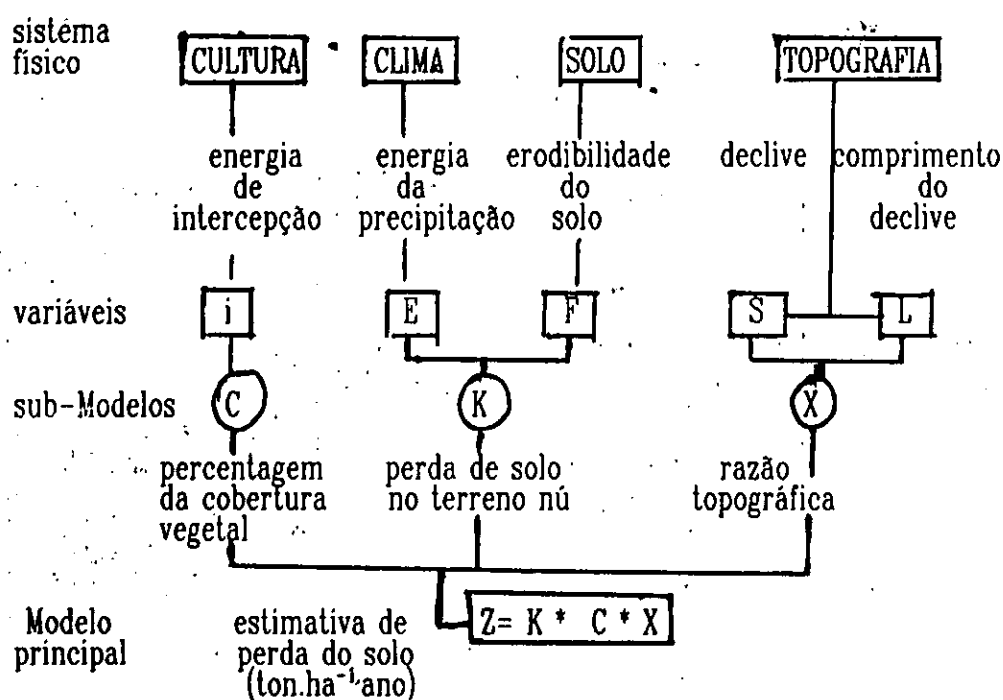 sistéma
físico
CULTURA
CLIMA
SOLO
TOPOGRAFIA
energia
de
intercepção
energia
da
precipitação
erodibilidade
do
solo
declive
comprimento
do
declive
variáveis
i
E
F
S
L
sub-Modelos
C
K
X
percentagem
da cobertura
vegetal
perda de solo
no terreno nú
razão
topográfica
Modelo
principal
estimativa de
perda do solo
(ton.ha⁻¹.ano)
Z= K * C * X